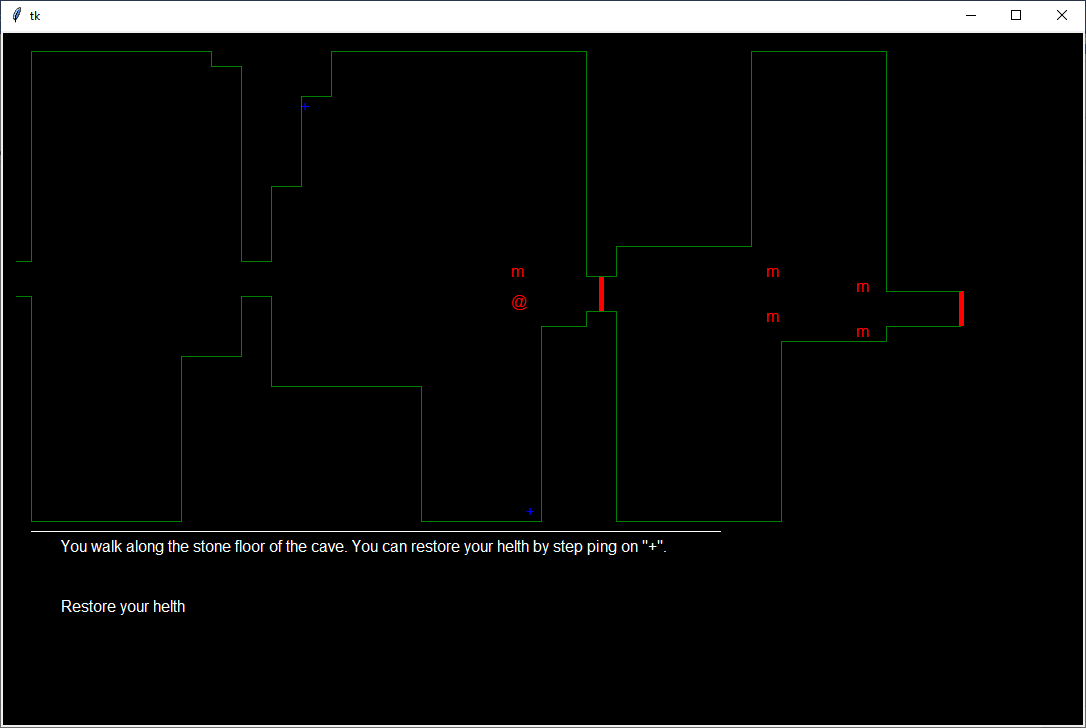 tk
+
m m
m
@
m
m
+
You walk along the stone floor of the cave. You can restore your helth by step ping on "+".
Restore your helth